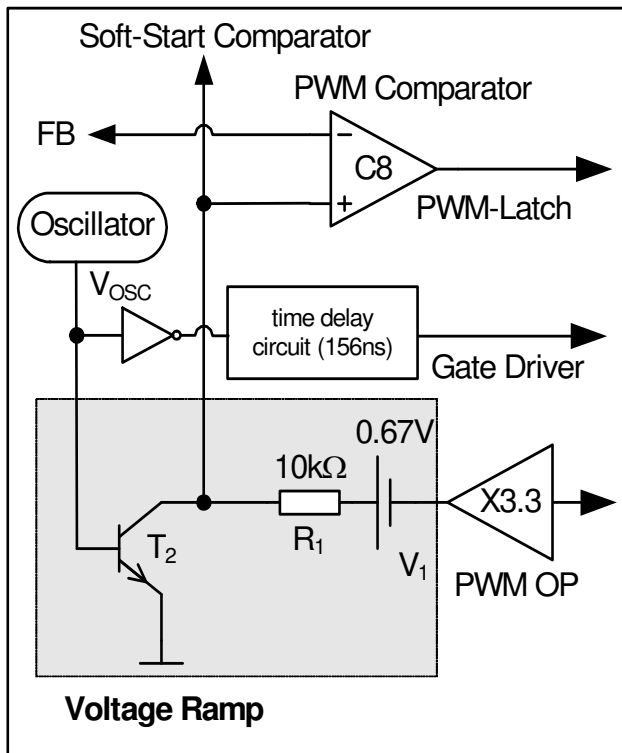 Soft-Start Comparator
PWM Comparator
FB
−
C8
+
PWM-Latch
Oscillator
VOSC
time delay
circuit (156ns)
Gate Driver
0.67V
10kΩ
X3.3
R1
T2
V1
PWM OP
Voltage Ramp